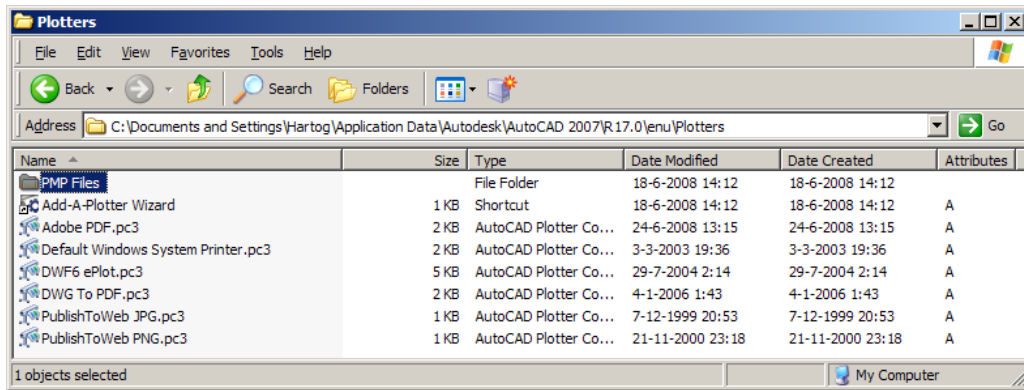 Plotters
File Edit View Favorites Tools Help
Back Search Folders
Address C:\Documents and Settings\Hartog\Application Data\Autodesk\AutoCAD 2007\R17.0\enu\Plotters Go
Name Size Type Date Modified Date Created Attributes
PMP Files File Folder 18-6-2008 14:12 18-6-2008 14:12
Add-A-Plotter Wizard 1 KB Shortcut 18-6-2008 14:12 18-6-2008 14:12 A
Adobe PDF.pc3 2 KB AutoCAD Plotter Co... 24-6-2008 13:15 24-6-2008 13:15 A
Default Windows System Printer.pc3 2 KB AutoCAD Plotter Co... 3-3-2003 19:36 3-3-2003 19:36 A
DWF6 ePlot.pc3 5 KB AutoCAD Plotter Co... 29-7-2004 2:14 29-7-2004 2:14 A
DWG To PDF.pc3 2 KB AutoCAD Plotter Co... 4-1-2006 1:43 4-1-2006 1:43 A
PublishToWeb JPG.pc3 1 KB AutoCAD Plotter Co... 7-12-1999 20:53 7-12-1999 20:53 A
PublishToWeb PNG.pc3 1 KB AutoCAD Plotter Co... 21-11-2000 23:18 21-11-2000 23:18 A
1 objects selected My Computer